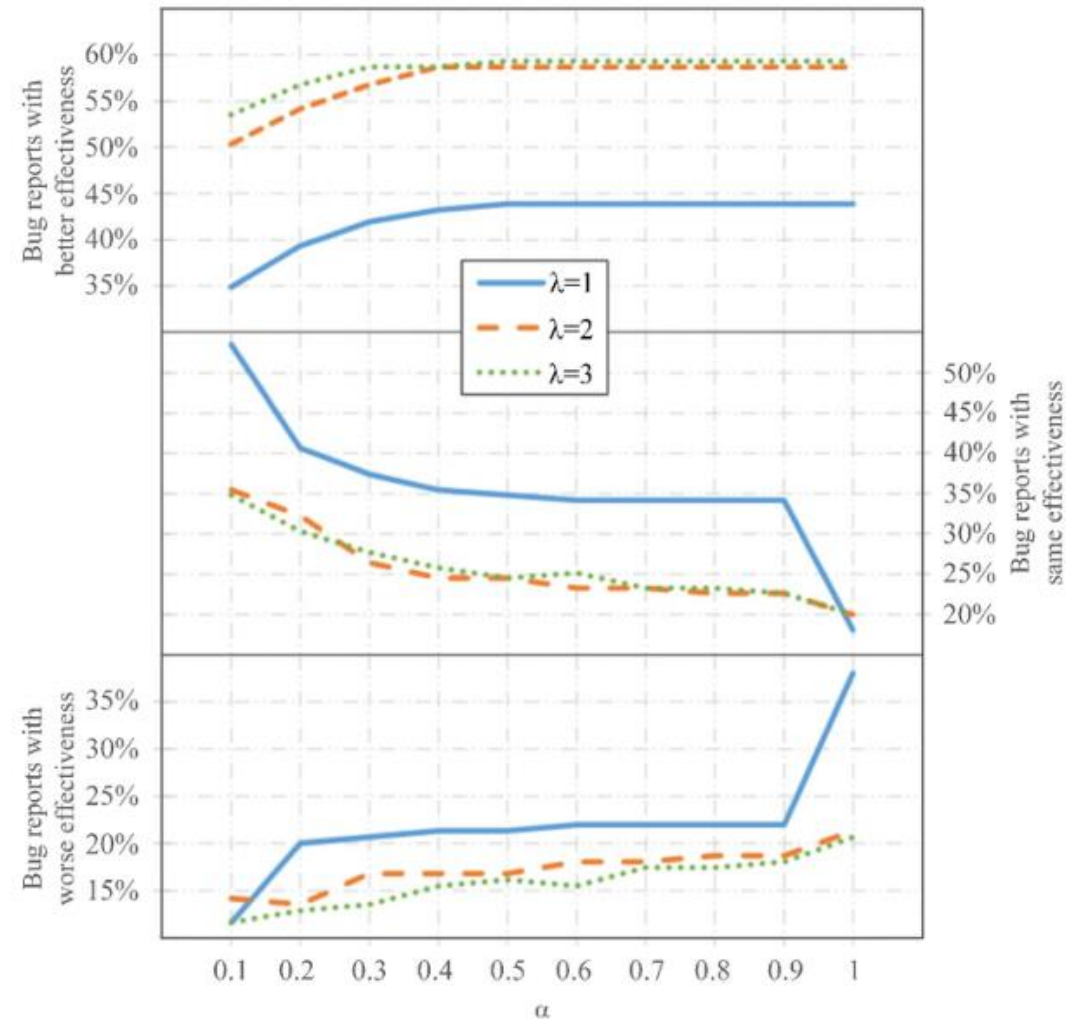 Bug reports with
better effectiveness
60%
55%
50%
45%
40%
35%
λ=1
λ=2
λ=3
50%
45%
40%
35%
30%
25%
20%
Bug reports with
same effectiveness
Bug reports with
worse effectiveness
35%
30%
25%
20%
15%
0.1 0.2 0.3 0.4 0.5 0.6 0.7 0.8 0.9 1
α